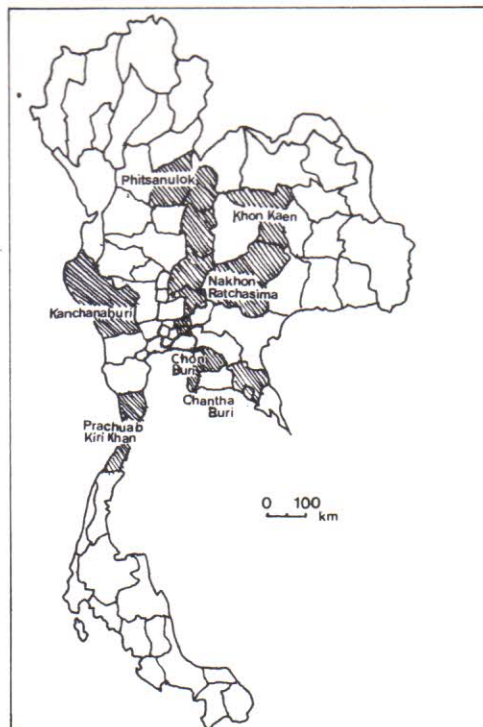 Phitsanulok
Khon Kaen
Nakhon
Ratchasima
Kanchanaburi
Chon
Buri
Chantha
Buri
Prachuab
Kiri Khan
0 100
km